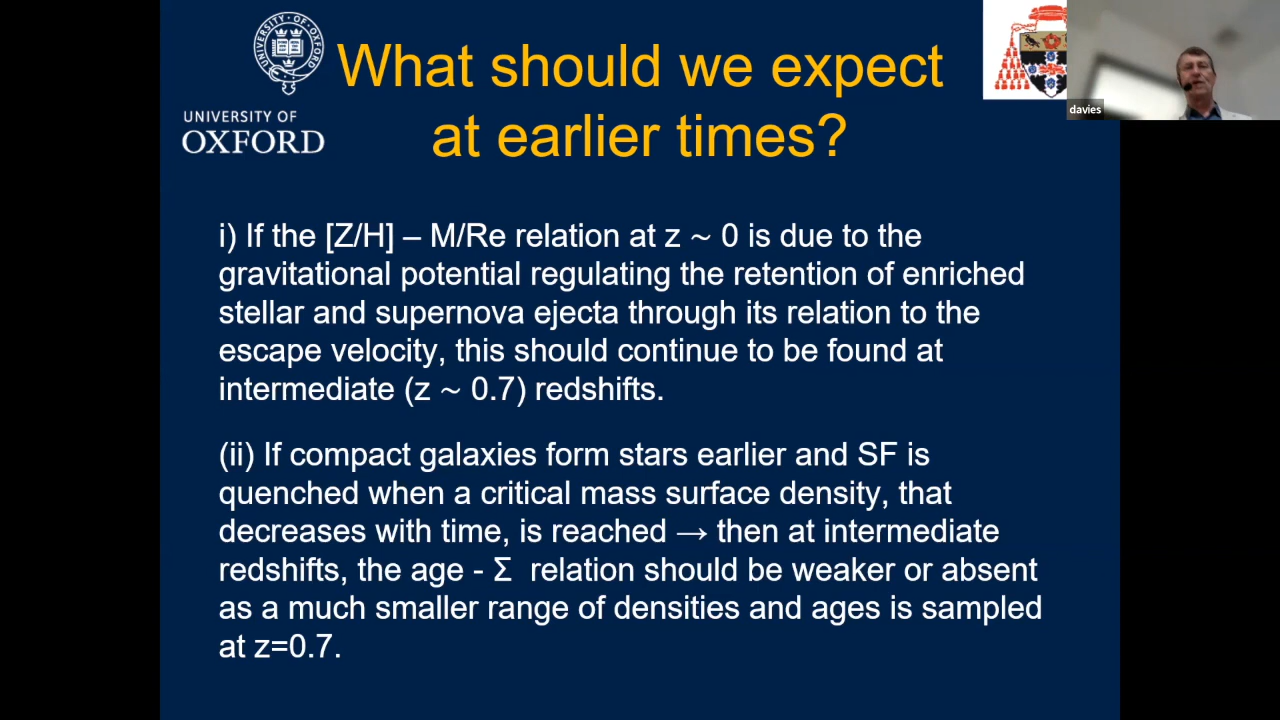 What should we expect
at earlier times?
UNIVERSITY OF OXFORD
UNIVERSITY OF
OXFORD
davies
i) If the [Z/H] – M/Re relation at z ~ 0 is due to the
gravitational potential regulating the retention of enriched
stellar and supernova ejecta through its relation to the
escape velocity, this should continue to be found at
intermediate (z ~ 0.7) redshifts.
(ii) If compact galaxies form stars earlier and SF is
quenched when a critical mass surface density, that
decreases with time, is reached → then at intermediate
redshifts, the age - Σ  relation should be weaker or absent
as a much smaller range of densities and ages is sampled
at z=0.7.